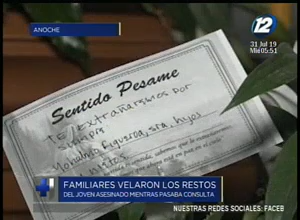 ANOCHE
12
31 Jul 19
Mié 05:51
Sentido Pesame
TE Extrañaremos por
siempre
Figueroa, sra, hijos
FAMILIARES VELARON LOS RESTOS
DEL JOVEN ASESINADO MIENTRAS PASABA CONSULTA
NUESTRAS REDES SOCIALES: FACEB